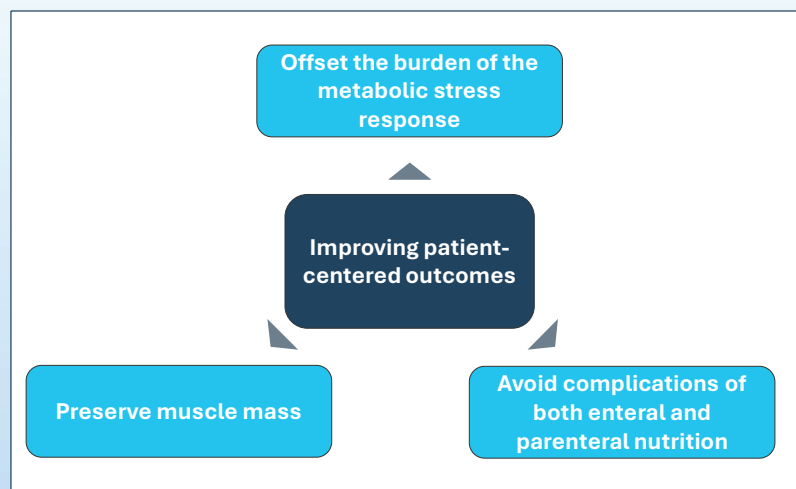 Offset the burden of the
metabolic stress
response
Improving patient-
centered outcomes
Preserve muscle mass
Avoid complications of
both enteral and
parenteral nutrition